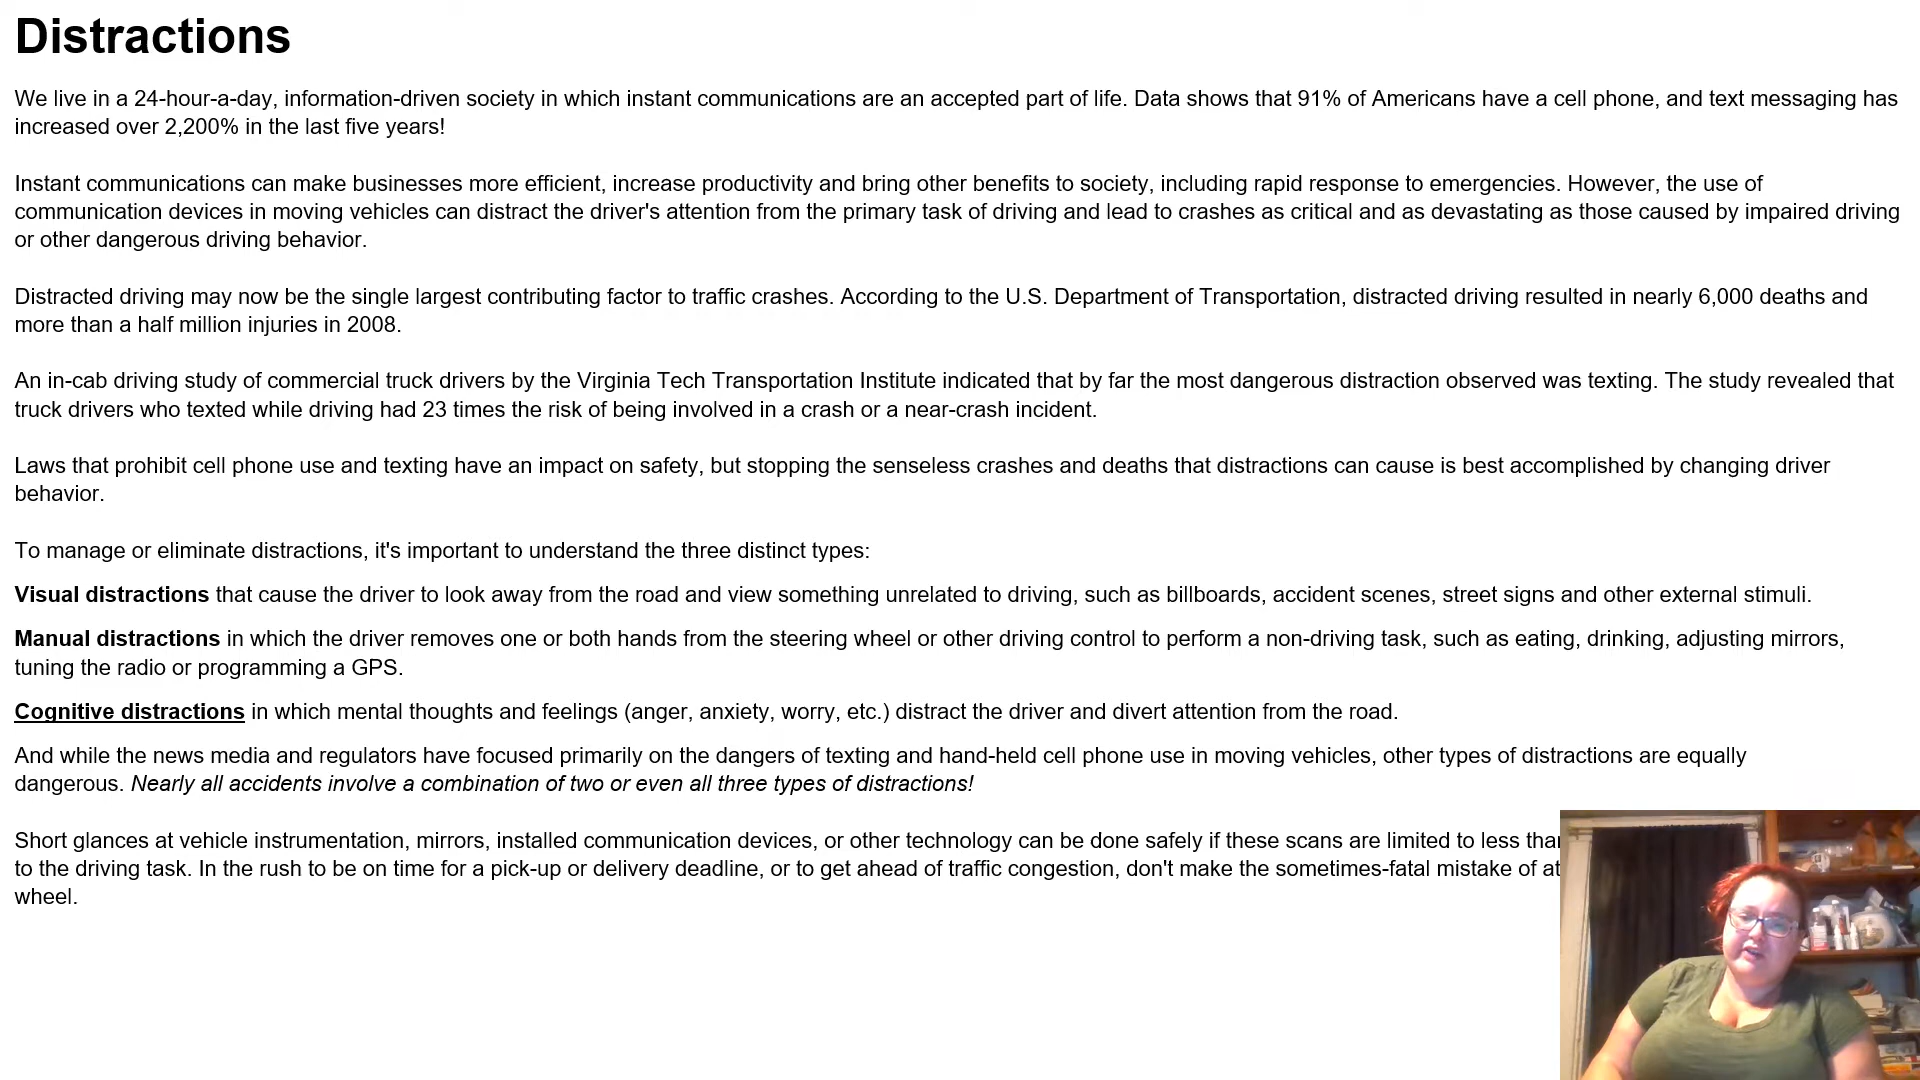 Distractions
We live in a 24-hour-a-day, information-driven society in which instant communications are an accepted part of life. Data shows that 91% of Americans have a cell phone, and text messaging has
increased over 2,200% in the last five years!
Instant communications can make businesses more efficient, increase productivity and bring other benefits to society, including rapid response to emergencies. However, the use of
communication devices in moving vehicles can distract the driver's attention from the primary task of driving and lead to crashes as critical and as devastating as those caused by impaired driving
or other dangerous driving behavior.
Distracted driving may now be the single largest contributing factor to traffic crashes. According to the U.S. Department of Transportation, distracted driving resulted in nearly 6,000 deaths and
more than a half million injuries in 2008.
An in-cab driving study of commercial truck drivers by the Virginia Tech Transportation Institute indicated that by far the most dangerous distraction observed was texting. The study revealed that
truck drivers who texted while driving had 23 times the risk of being involved in a crash or a near-crash incident.
Laws that prohibit cell phone use and texting have an impact on safety, but stopping the senseless crashes and deaths that distractions can cause is best accomplished by changing driver
behavior.
To manage or eliminate distractions, it's important to understand the three distinct types:
Visual distractions that cause the driver to look away from the road and view something unrelated to driving, such as billboards, accident scenes, street signs and other external stimuli.
Manual distractions in which the driver removes one or both hands from the steering wheel or other driving control to perform a non-driving task, such as eating, drinking, adjusting mirrors,
tuning the radio or programming a GPS.
Cognitive distractions in which mental thoughts and feelings (anger, anxiety, worry, etc.) distract the driver and divert attention from the road.
And while the news media and regulators have focused primarily on the dangers of texting and hand-held cell phone use in moving vehicles, other types of distractions are equally
dangerous. Nearly all accidents involve a combination of two or even all three types of distractions!
Short glances at vehicle instrumentation, mirrors, installed communication devices, or other technology can be done safely if these scans are limited to less
to the driving task. In the rush to be on time for a pick-up or delivery deadline, or to get ahead of traffic congestion, don't make the sometimes-fatal mistake of
wheel.